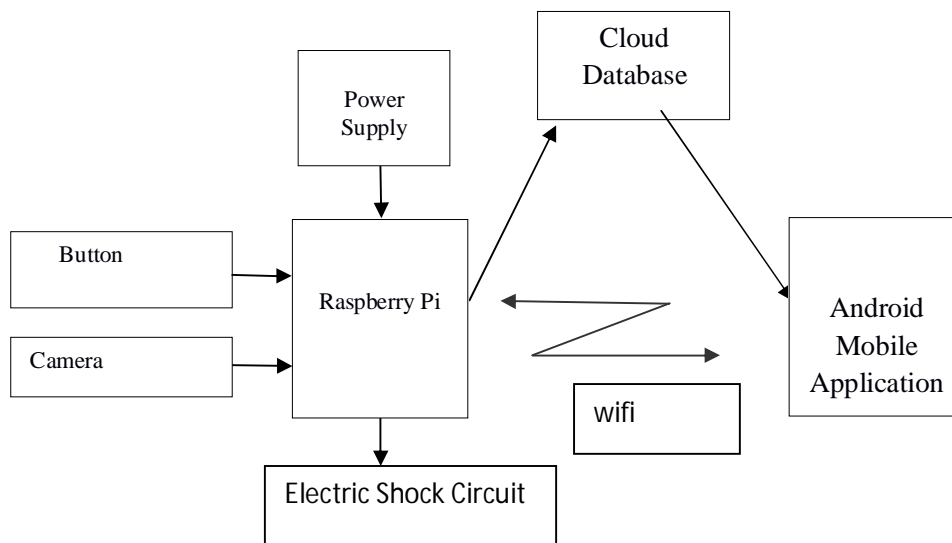 Cloud
Database
Power
Supply
Button
Raspberry Pi
Camera
Android
Mobile
Application
wifi
Electric Shock Circuit